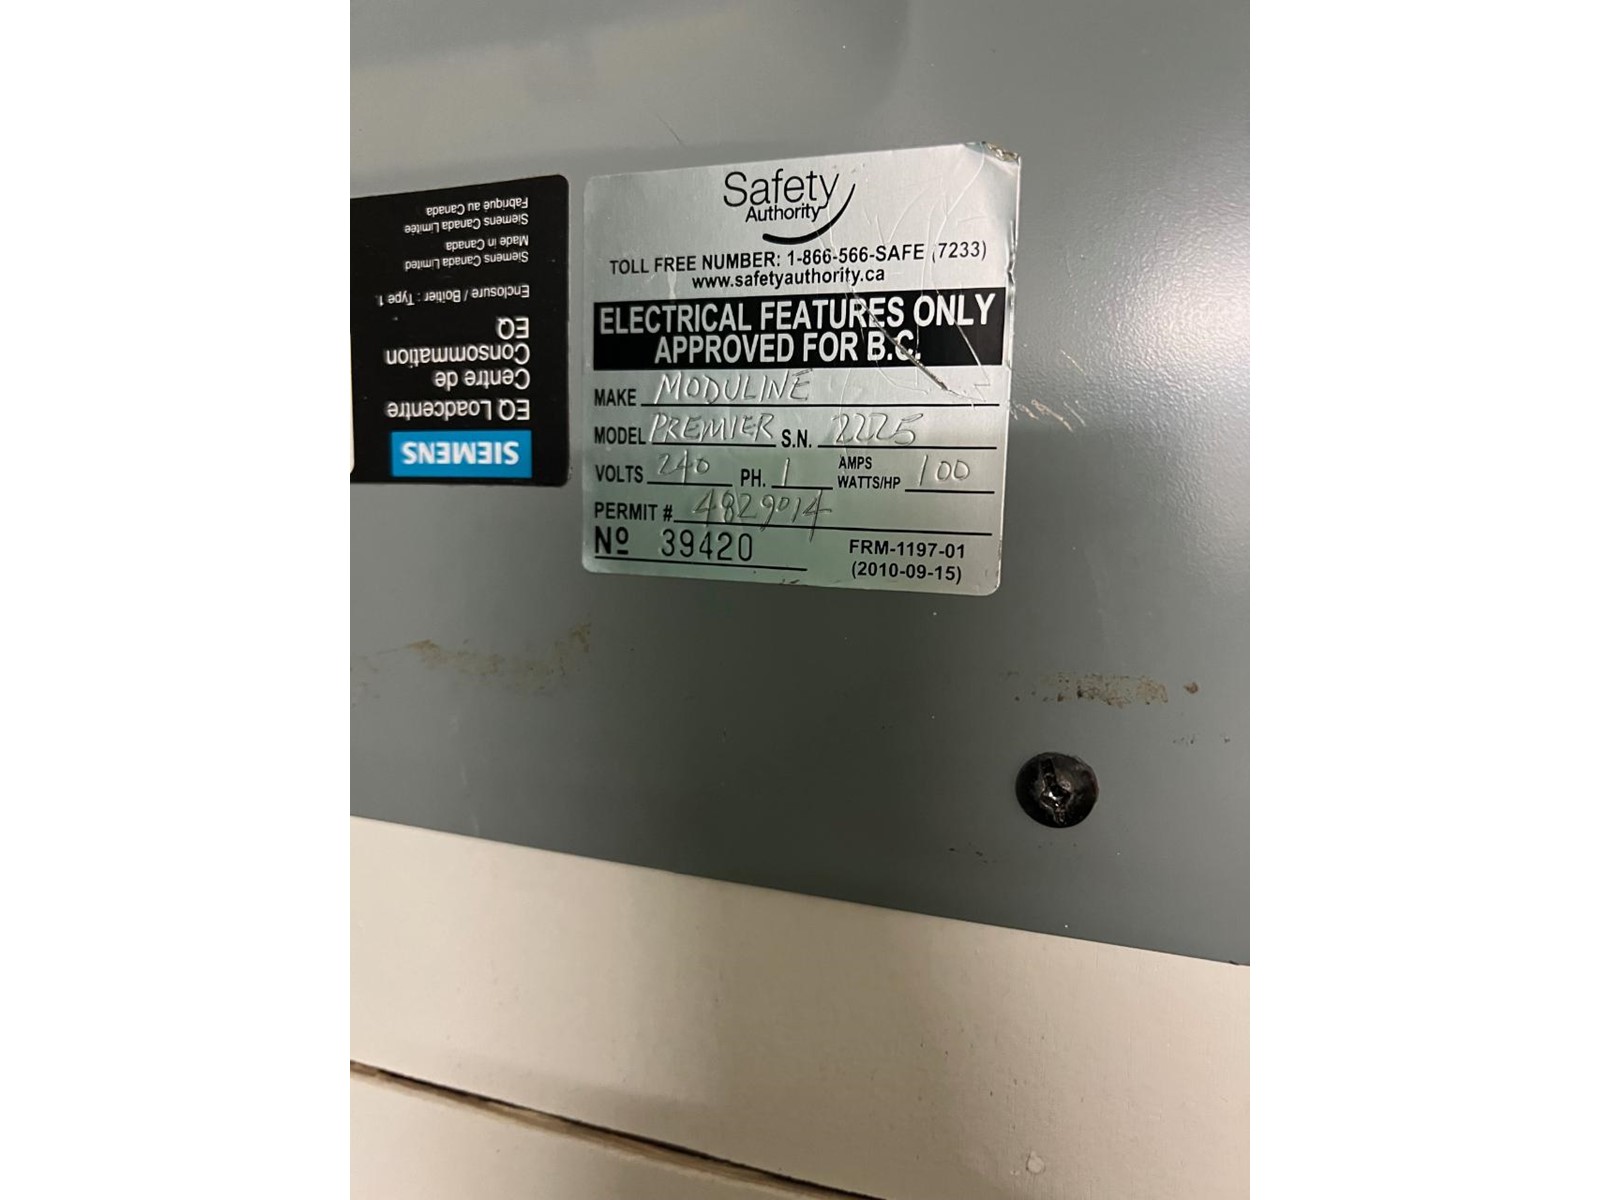 Safety
Authority
TOLL FREE NUMBER: 1-866-566-SAFE (7233)
www.safetyauthority.ca
ELECTRICAL FEATURES ONLY
APPROVED FOR B.C.
MAKE MODULINE
MODEL PREMIER S.N. 2225
VOLTS 240 PH. 1 AMPS WATTS/HP 100
PERMIT # 4829014
Nº 39420
FRM-1197-01
(2010-09-15)
SIEMENS
EQ Loadcentre
Centre de
Consommation
EQ
Enclosure / Boîtier : Type 1
Siemens Canada Limited
Made in Canada
Siemens Canada Limitée
Fabriqué au Canada